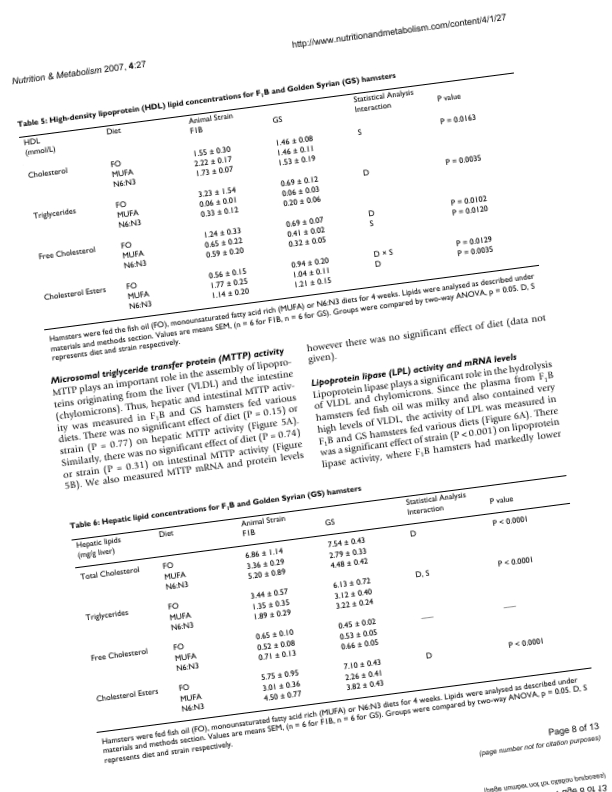 http://www.nutritionandmetabolism.com/content/4/1/27
Nutrition & Metabolism 2007, 4:27
Table 5: High-density lipoprotein (HDL) lipid concentrations for F1B and Golden Syrian (GS) hamsters
HDL (mmol/L) Diet Animal Strain F1B GS Statistical Analysis Interaction P value
Cholesterol S P = 0.0163
FO 1.55 ± 0.30 1.46 ± 0.08
MUFA 2.22 ± 0.17 1.46 ± 0.11
N6:N3 1.73 ± 0.07 1.53 ± 0.19
Triglycerides D P = 0.0035
FO 3.23 ± 1.54 0.69 ± 0.12
MUFA 0.06 ± 0.01 0.06 ± 0.03
N6:N3 0.33 ± 0.12 0.20 ± 0.06
Free Cholesterol D P = 0.0102
S P = 0.0120
FO 1.24 ± 0.33 0.69 ± 0.07
MUFA 0.65 ± 0.22 0.41 ± 0.02
N6:N3 0.59 ± 0.20 0.32 ± 0.05
Cholesterol Esters D × S P = 0.0129
D P = 0.0035
FO 0.56 ± 0.15 0.94 ± 0.20
MUFA 1.77 ± 0.25 1.04 ± 0.11
N6:N3 1.14 ± 0.20 1.21 ± 0.15
Hamsters were fed the fish oil (FO), monounsaturated fatty acid rich (MUFA) or N6:N3 diets for 4 weeks. Lipids were analysed as described under
materials and methods section. Values are means SEM, (n = 6 for F1B, n = 6 for GS). Groups were compared by two-way ANOVA, p = 0.05. D, S
represents diet and strain respectively.
Microsomal triglyceride transfer protein (MTTP) activity
MTTP plays an important role in the assembly of lipopro-
teins originating from the liver (VLDL) and the intestine
(chylomicrons). Thus, hepatic and intestinal MTTP activ-
ity was measured in F1B and GS hamsters fed various
diets. There was no significant effect of diet (P = 0.15) or
strain (P = 0.77) on hepatic MTTP activity (Figure 5A).
Similarly, there was no significant effect of diet (P = 0.74)
or strain (P = 0.31) on intestinal MTTP activity (Figure
5B). We also measured MTTP mRNA and protein levels
however there was no significant effect of diet (data not
given).
Lipoprotein lipase (LPL) activity and mRNA levels
Lipoprotein lipase plays a significant role in the hydrolysis
of VLDL and chylomicrons. Since the plasma from F1B
hamsters fed fish oil was milky and also contained very
high levels of VLDL, the activity of LPL was measured in
F1B and GS hamsters fed various diets (Figure 6A). There
was a significant effect of strain (P < 0.001) on lipoprotein
lipase activity, where F1B hamsters had markedly lower
Table 6: Hepatic lipid concentrations for F1B and Golden Syrian (GS) hamsters
Hepatic lipids (mg/g liver) Diet Animal Strain F1B GS Statistical Analysis Interaction P value
Total Cholesterol D P < 0.0001
FO 6.86 ± 1.14 7.54 ± 0.43
MUFA 3.36 ± 0.29 2.79 ± 0.33
N6:N3 5.20 ± 0.89 4.48 ± 0.42
Triglycerides D, S P < 0.0001
FO 3.44 ± 0.57 6.13 ± 0.72
MUFA 1.35 ± 0.35 3.12 ± 0.40
N6:N3 1.89 ± 0.29 3.22 ± 0.24
Free Cholesterol ___ ___
FO 0.65 ± 0.10 0.45 ± 0.02
MUFA 0.52 ± 0.08 0.53 ± 0.05
N6:N3 0.71 ± 0.13 0.66 ± 0.05
Cholesterol Esters D P < 0.0001
FO 5.75 ± 0.95 7.10 ± 0.43
MUFA 3.01 ± 0.36 2.26 ± 0.41
N6:N3 4.50 ± 0.77 3.82 ± 0.43
Hamsters were fed fish oil (FO), monounsaturated fatty acid rich (MUFA) or N6:N3 diets for 4 weeks. Lipids were analysed as described under
materials and methods section. Values are means SEM, (n = 6 for F1B, n = 6 for GS). Groups were compared by two-way ANOVA, p = 0.05. D, S
represents diet and strain respectively.
Page 8 of 13
(page number not for citation purposes)